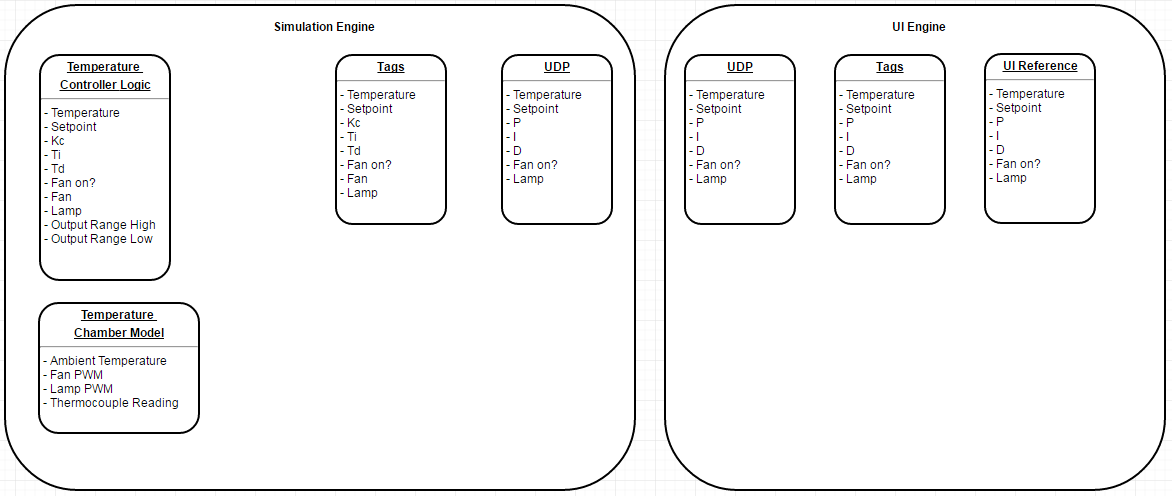 Simulation Engine
Temperature
Controller Logic
- Temperature
- Setpoint
- Kc
- Ti
- Td
- Fan on?
- Fan
- Lamp
- Output Range High
- Output Range Low
Temperature
Chamber Model
- Ambient Temperature
- Fan PWM
- Lamp PWM
- Thermocouple Reading
Tags
- Temperature
- Setpoint
- Kc
- Ti
- Td
- Fan on?
- Fan
- Lamp
UDP
- Temperature
- Setpoint
- P
- I
- D
- Fan on?
- Lamp
UI Engine
UDP
- Temperature
- Setpoint
- P
- I
- D
- Fan on?
- Lamp
Tags
- Temperature
- Setpoint
- P
- I
- D
- Fan on?
- Lamp
UI Reference
- Temperature
- Setpoint
- P
- I
- D
- Fan on?
- Lamp